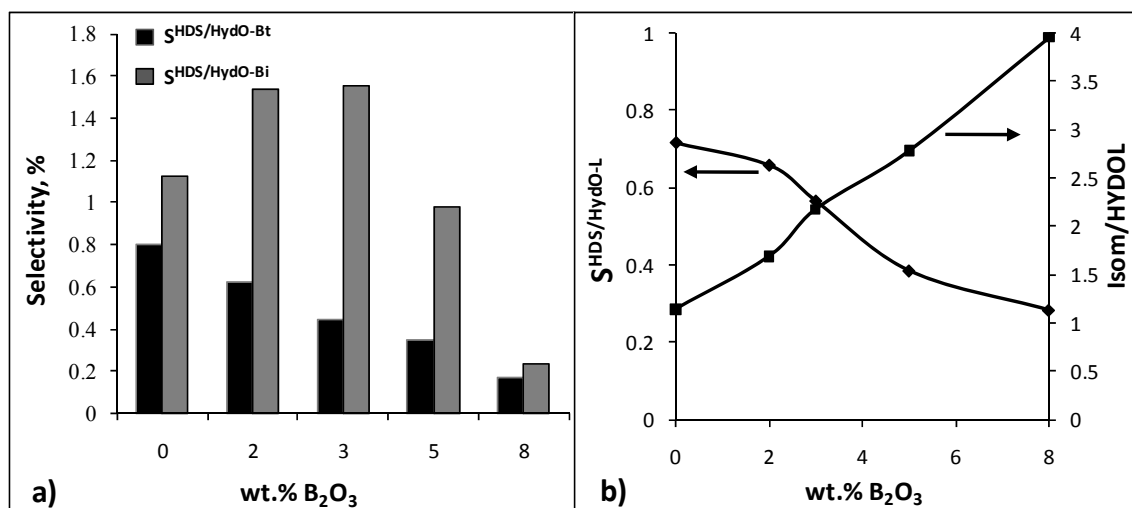 S^HDS/HydO-Bt
S^HDS/HydO-Bi
1.8
1.6
1.4
1.2
1
0.8
0.6
0.4
0.2
0
Selectivity, %
0 2 3 5 8
wt.% B₂O₃
a)
1
0.8
0.6
0.4
0.2
0
S^HDS/HydO-L
4
3.5
3
2.5
2
1.5
1
0.5
0
Isom/HYDOL
0 2 4 6 8
wt.% B₂O₃
b)